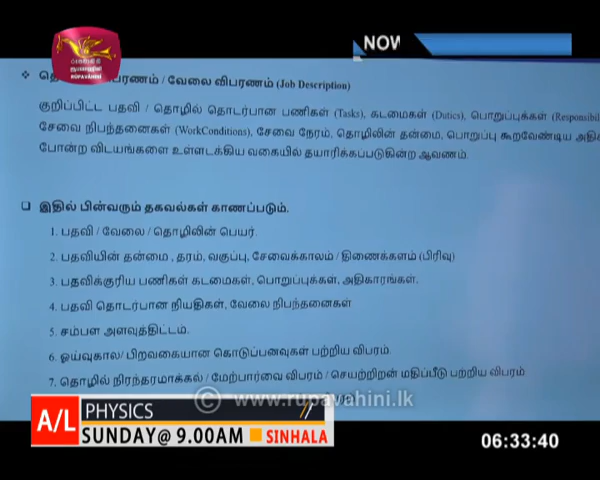 RUPAVAHINI
NOW
விபரணம் / வேலை விபரணம் (Job Description)
குறிப்பிட்ட பதவி / தொழில் தொடர்பான பணிகள் (Tasks), கடமைகள் (Duties), பொறுப்புக்கள் (Responsibil
சேவை நிபந்தனைகள் (WorkConditions), சேவை நேரம், தொழிலின் தன்மை, பொறுப்பு கூறவேண்டிய அதிக
போன்ற விடயங்களை உள்ளடக்கிய வகையில் தயாரிக்கப்படுகின்ற ஆவணம்.
இதில் பின்வரும் தகவல்கள் காணப்படும்.
1. பதவி / வேலை / தொழிலின் பெயர்.
2. பதவியின் தன்மை , தரம், வகுப்பு, சேவைக்காலம் / திணைக்களம் (பிரிவு)
3. பதவிக்குரிய பணிகள் கடமைகள், பொறுப்புக்கள், அதிகாரங்கள்.
4. பதவி தொடர்பான நியதிகள், வேலை நிபந்தனைகள்
5. சம்பள அளவுத்திட்டம்.
6. ஓய்வுகால/ பிறவகையான கொடுப்பனவுகள் பற்றிய விபரம்
7. தொழில் நிரந்தரமாக்கல் / மேற்பார்வை விபரம் / செயற்றிறன் மதிப்பீடு பற்றிய விபரம்
© www.rupavahini.lk
A/L PHYSICS
SUNDAY@ 9.00AM SINHALA
06:33:40